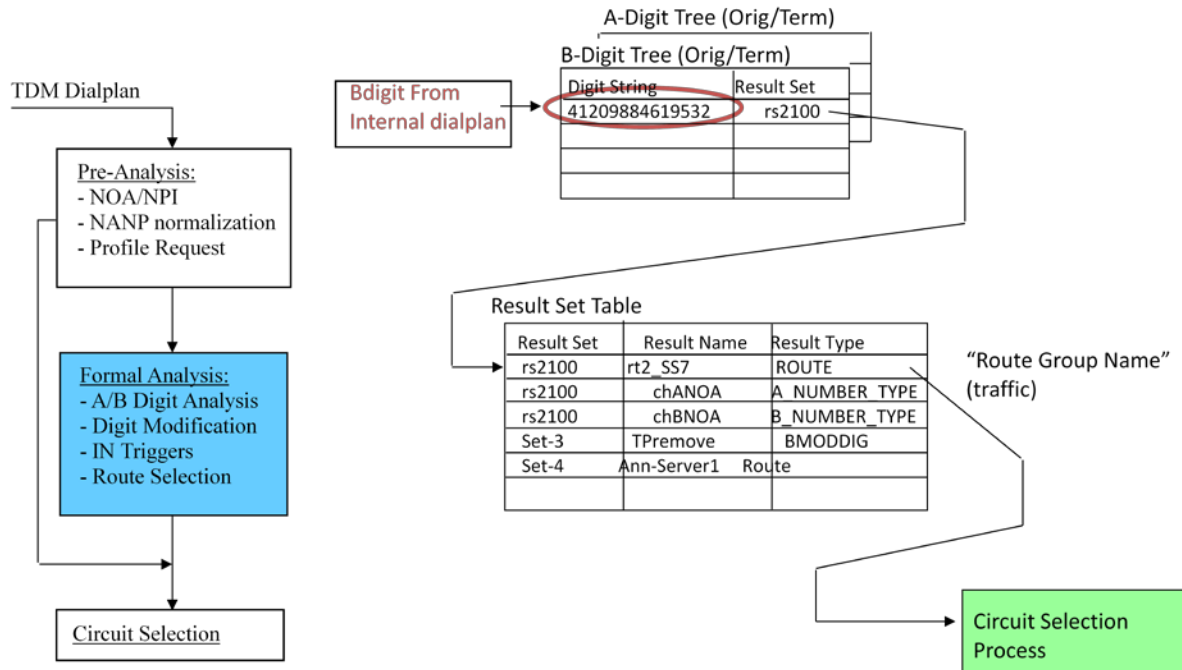 TDM Dialplan
Pre-Analysis:
- NOA/NPI
- NANP normalization
- Profile Request
Formal Analysis:
- A/B Digit Analysis
- Digit Modification
- IN Triggers
- Route Selection
Circuit Selection
A-Digit Tree (Orig/Term)
B-Digit Tree (Orig/Term)
Bdigit From
Internal dialplan
Digit String Result Set
41209884619532 rs2100
Result Set Table
Result Set Result Name Result Type
rs2100 rt2_SS7 ROUTE
rs2100 chANOA A_NUMBER_TYPE
rs2100 chBNOA B_NUMBER_TYPE
Set-3 TPremove BMODDIG
Set-4 Ann-Server1 Route
“Route Group Name”
(traffic)
Circuit Selection
Process